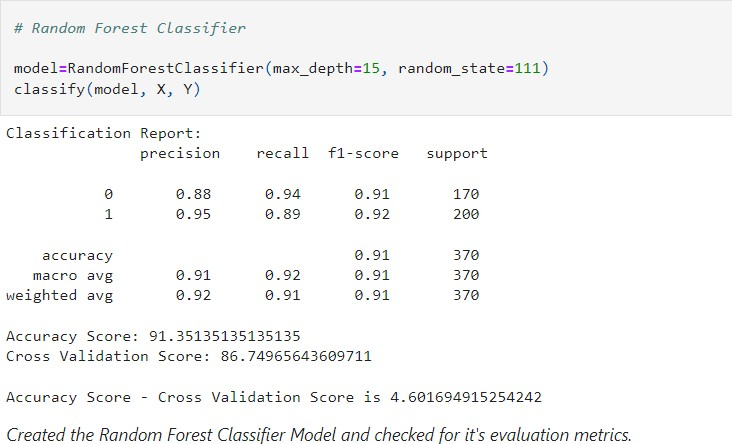 # Random Forest Classifier
model=RandomForestClassifier(max_depth=15, random_state=111)
classify(model, X, Y)
Classification Report:
precision recall f1-score support
0 0.88 0.94 0.91 170
1 0.95 0.89 0.92 200
accuracy 0.91 370
macro avg 0.91 0.92 0.91 370
weighted avg 0.92 0.91 0.91 370
Accuracy Score: 91.35135135135135
Cross Validation Score: 86.74965643609711
Accuracy Score - Cross Validation Score is 4.601694915254242
Created the Random Forest Classifier Model and checked for it's evaluation metrics.